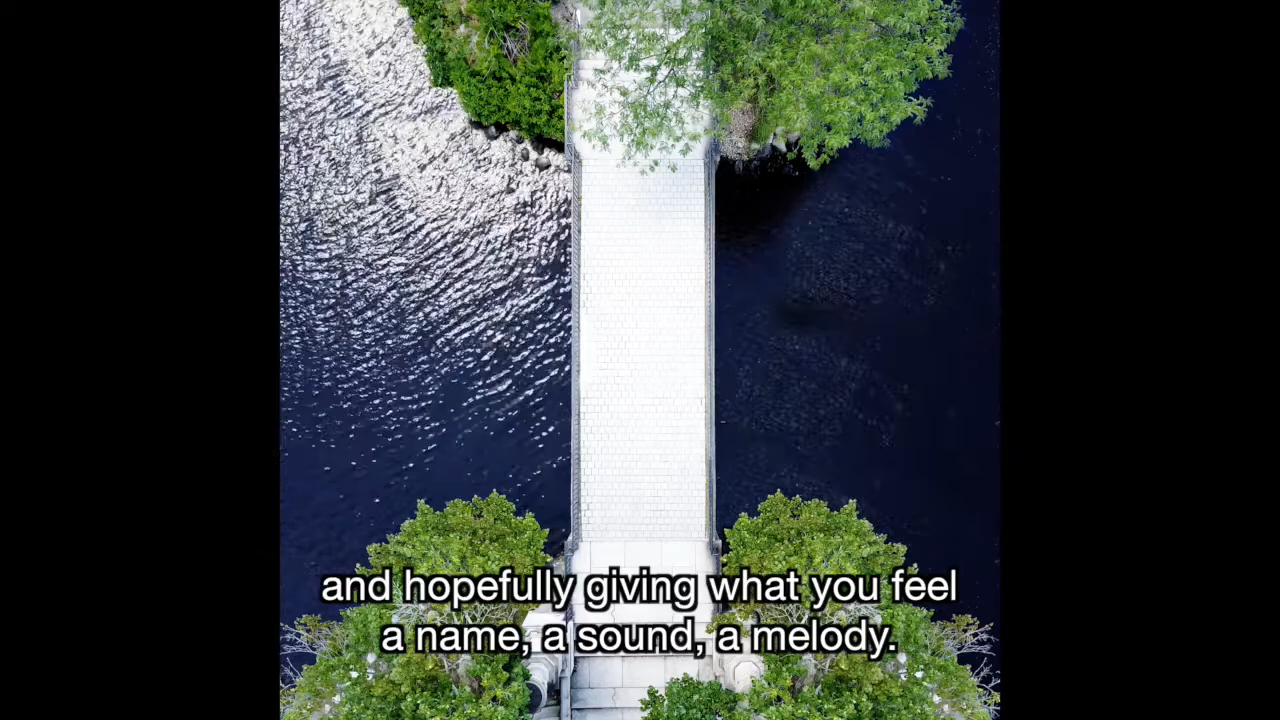 and hopefully giving what you feel
a name, a sound, a melody.